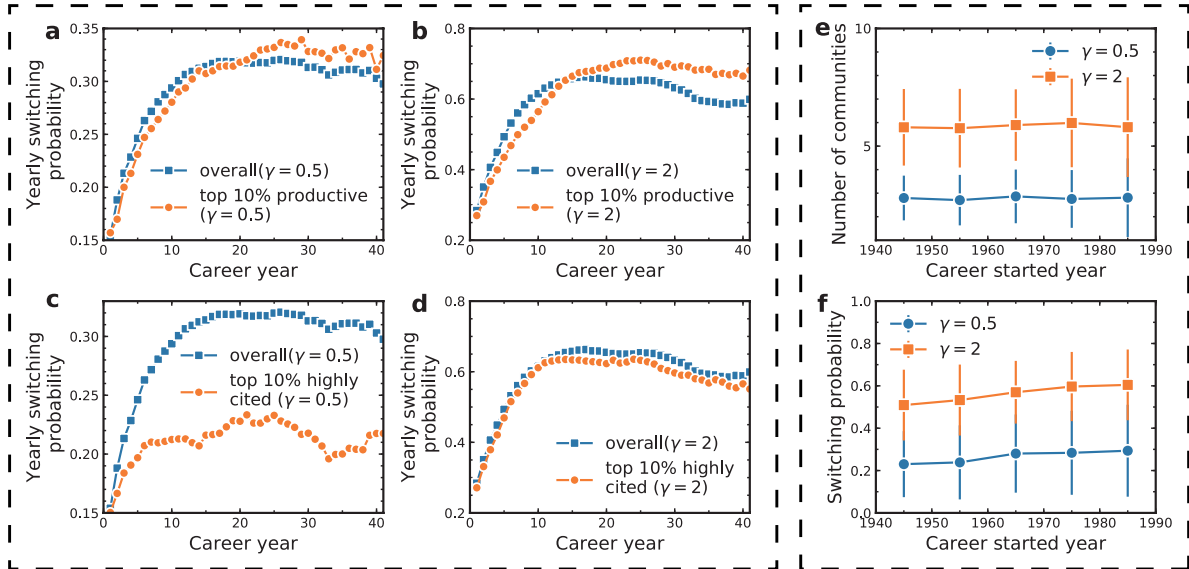 a
0.35
0.30
0.25
0.20
0.15
0 10 20 30 40
Yearly switching
probability
Career year
overall(γ = 0.5)
top 10% productive
(γ = 0.5)
b
0.8
0.6
0.4
0.2
0 10 20 30 40
Yearly switching
probability
Career year
overall(γ = 2)
top 10% productive
(γ = 2)
e
10
5
1940 1950 1960 1970 1980 1990
Number of communities
Career started year
γ = 0.5
γ = 2
c
0.30
0.25
0.20
0.15
0 10 20 30 40
Yearly switching
probability
Career year
overall(γ = 0.5)
top 10% highly
cited (γ = 0.5)
d
0.8
0.6
0.4
0.2
0 10 20 30 40
Yearly switching
probability
Career year
overall(γ = 2)
top 10% highly
cited (γ = 2)
f
1.0
0.8
0.6
0.4
0.2
0.0
1940 1950 1960 1970 1980 1990
Switching probability
Career started year
γ = 0.5
γ = 2